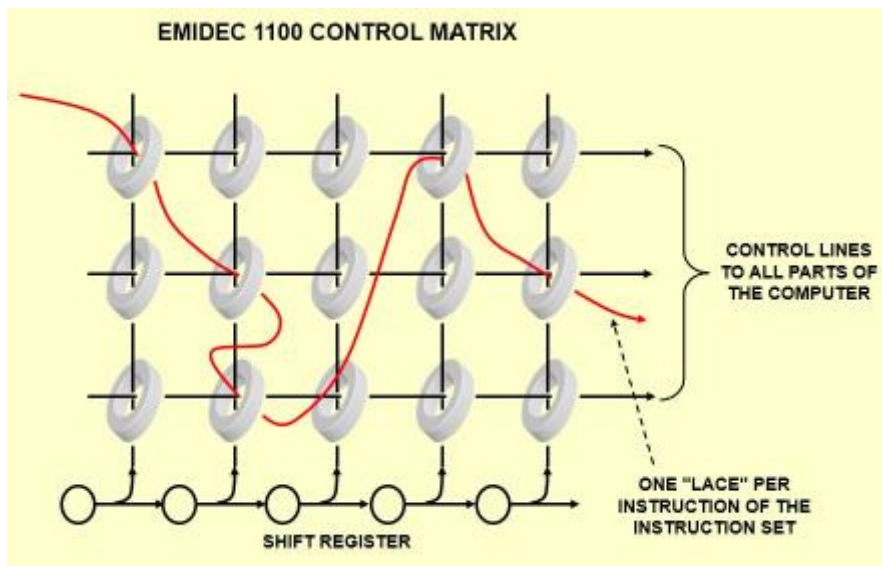 EMIDEC 1100 CONTROL MATRIX
CONTROL LINES
TO ALL PARTS OF
THE COMPUTER
ONE "LACE" PER
INSTRUCTION OF THE
INSTRUCTION SET
SHIFT REGISTER